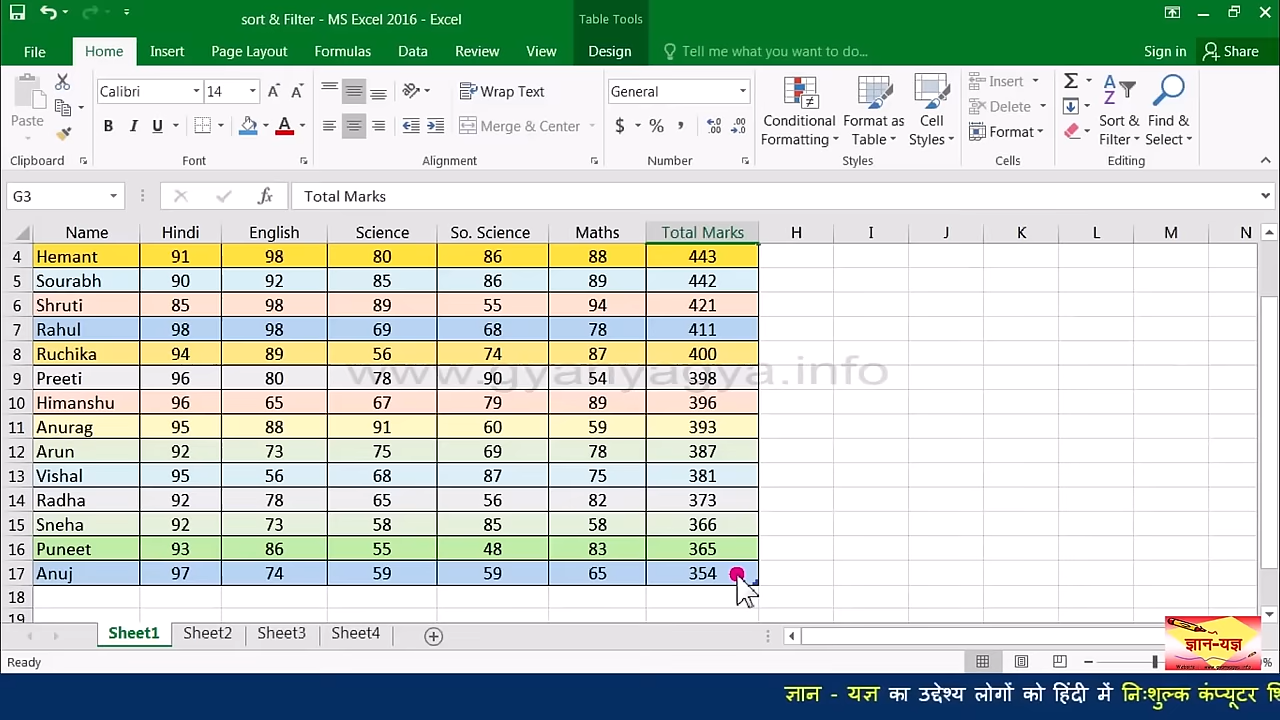 sort & Filter - MS Excel 2016 - Excel
Table Tools
File Home Insert Page Layout Formulas Data Review View Design Tell me what you want to do... Sign in Share
Paste
Calibri 14
B I U A
Wrap Text
Merge & Center
General
$ % ,
Conditional Formatting
Format as Table
Cell Styles
Insert
Delete
Format
Sort & Filter
Find & Select
Clipboard Font Alignment Number Styles Cells Editing
G3 fx Total Marks
Name Hindi English Science So. Science Maths Total Marks H I J K L M N
4 Hemant 91 98 80 86 88 443
5 Sourabh 90 92 85 86 89 442
6 Shruti 85 98 89 55 94 421
7 Rahul 98 98 69 68 78 411
8 Ruchika 94 89 56 74 87 400
www.gyanyagya.info
9 Preeti 96 80 78 90 54 398
10 Himanshu 96 65 67 79 89 396
11 Anurag 95 88 91 60 59 393
12 Arun 92 73 75 69 78 387
13 Vishal 95 56 68 87 75 381
14 Radha 92 78 65 56 82 373
15 Sneha 92 73 58 85 58 366
16 Puneet 93 86 55 48 83 365
17 Anuj 97 74 59 59 65 354
18
19
Sheet1 Sheet2 Sheet3 Sheet4
ज्ञान-यज्ञ
Ready %
ज्ञान - यज्ञ का उद्देश्य लोगों को हिंदी में निःशुल्क कंप्यूटर